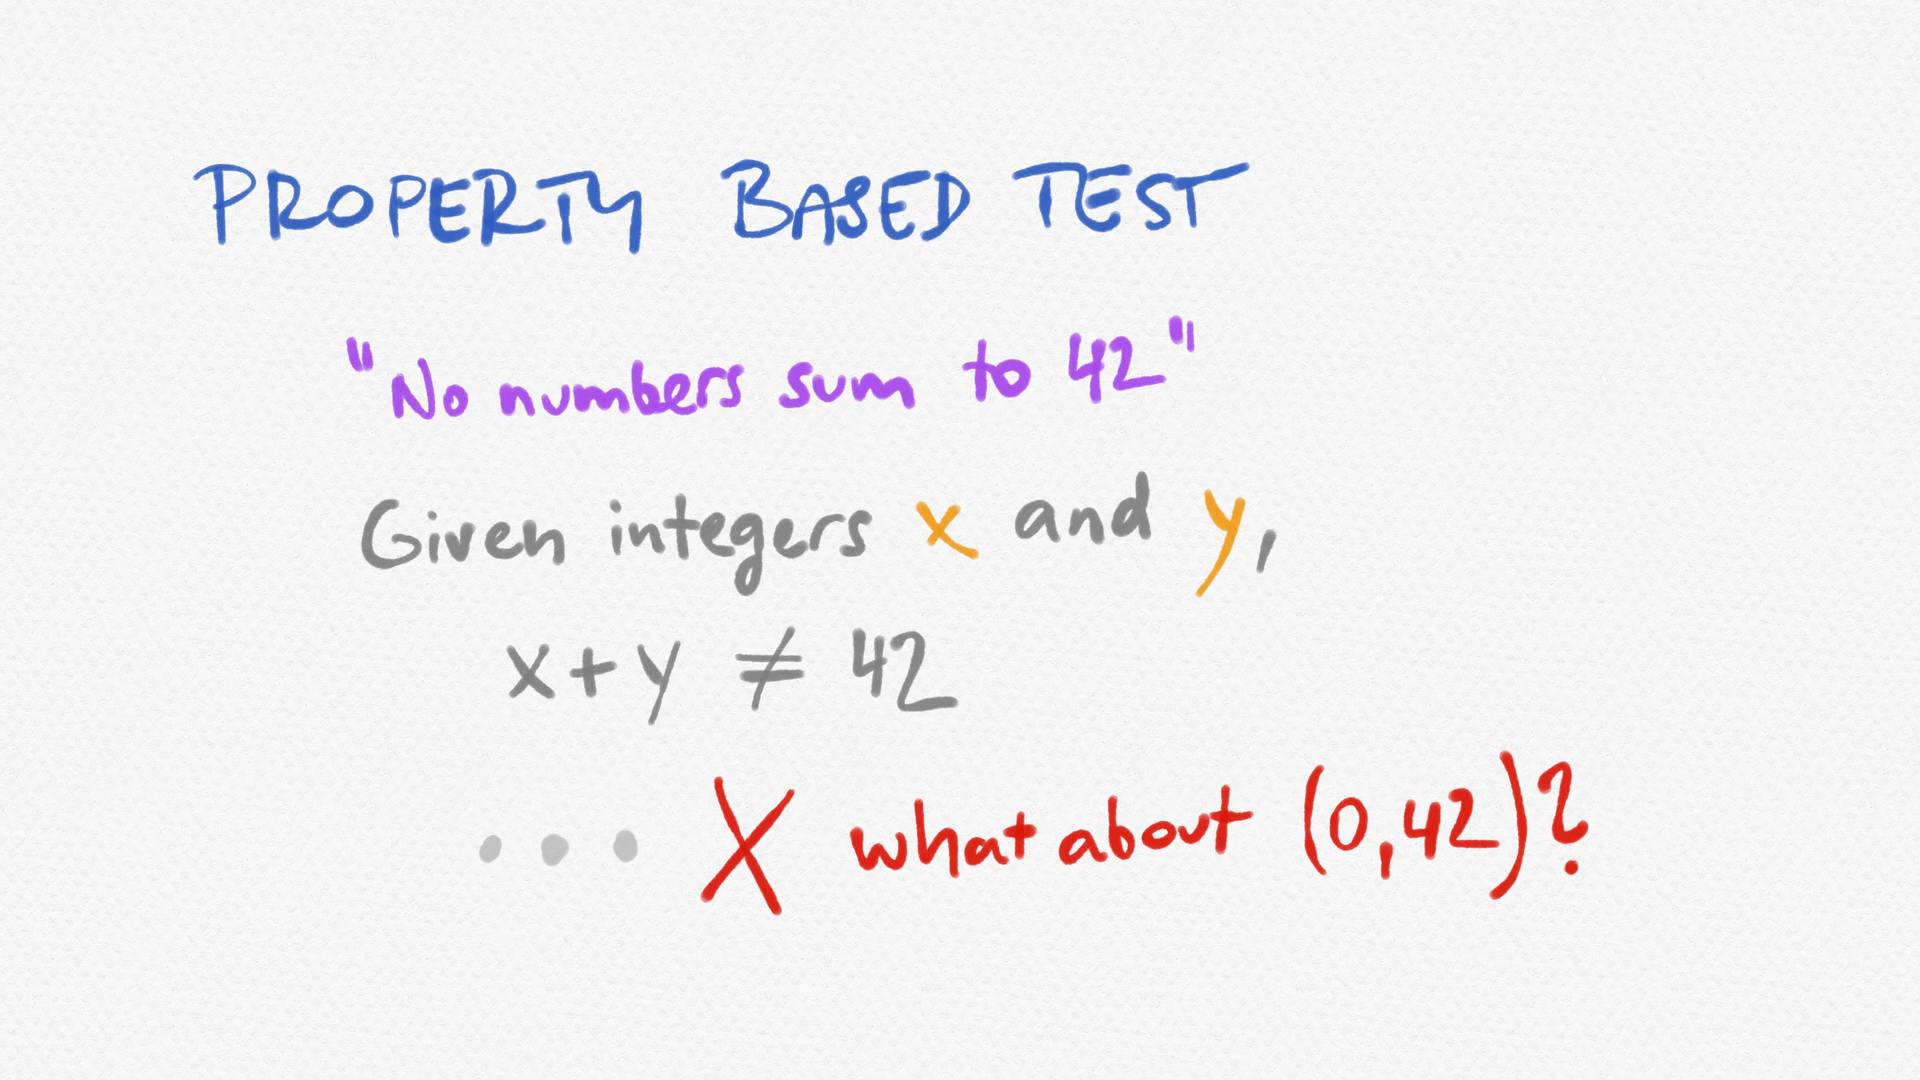 PROPERTY BASED TEST
"No numbers sum to 42"
Given integers x and y,
x + y ≠ 42
... X what about (0,42)?